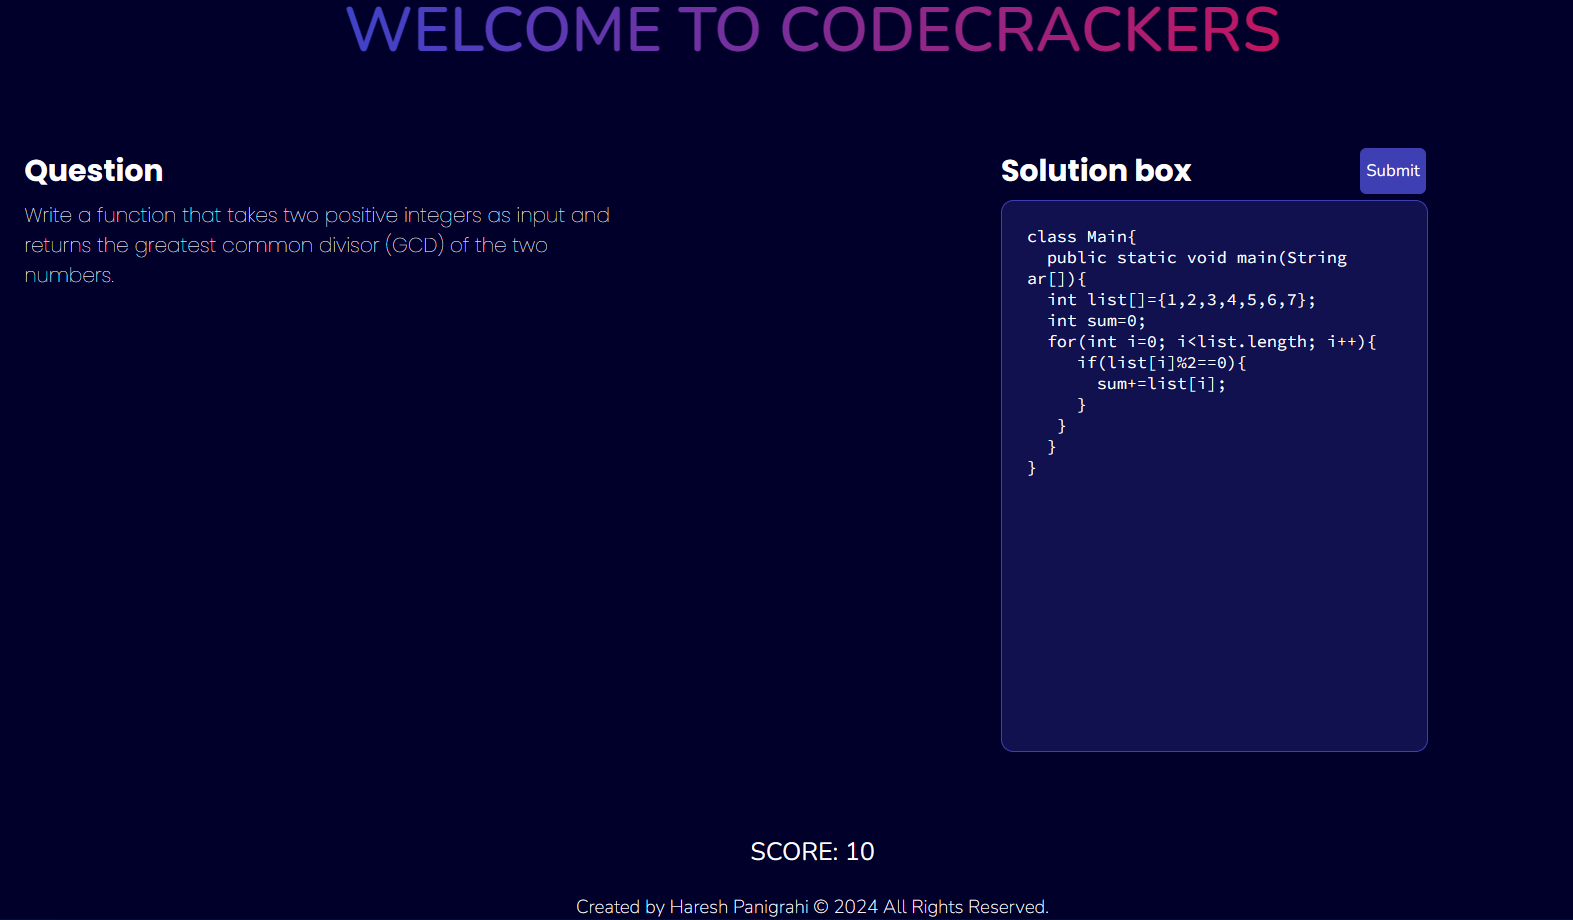 WELCOME TO CODECRACKERS
Question
Write a function that takes two positive integers as input and
returns the greatest common divisor (GCD) of the two
numbers.
Solution box
Submit
class Main{
  public static void main(String
ar[]){
  int list[]={1,2,3,4,5,6,7};
  int sum=0;
  for(int i=0; i<list.length; i++){
     if(list[i]%2==0){
       sum+=list[i];
     }
   }
  }
}
SCORE: 10
Created by Haresh Panigrahi © 2024 All Rights Reserved.